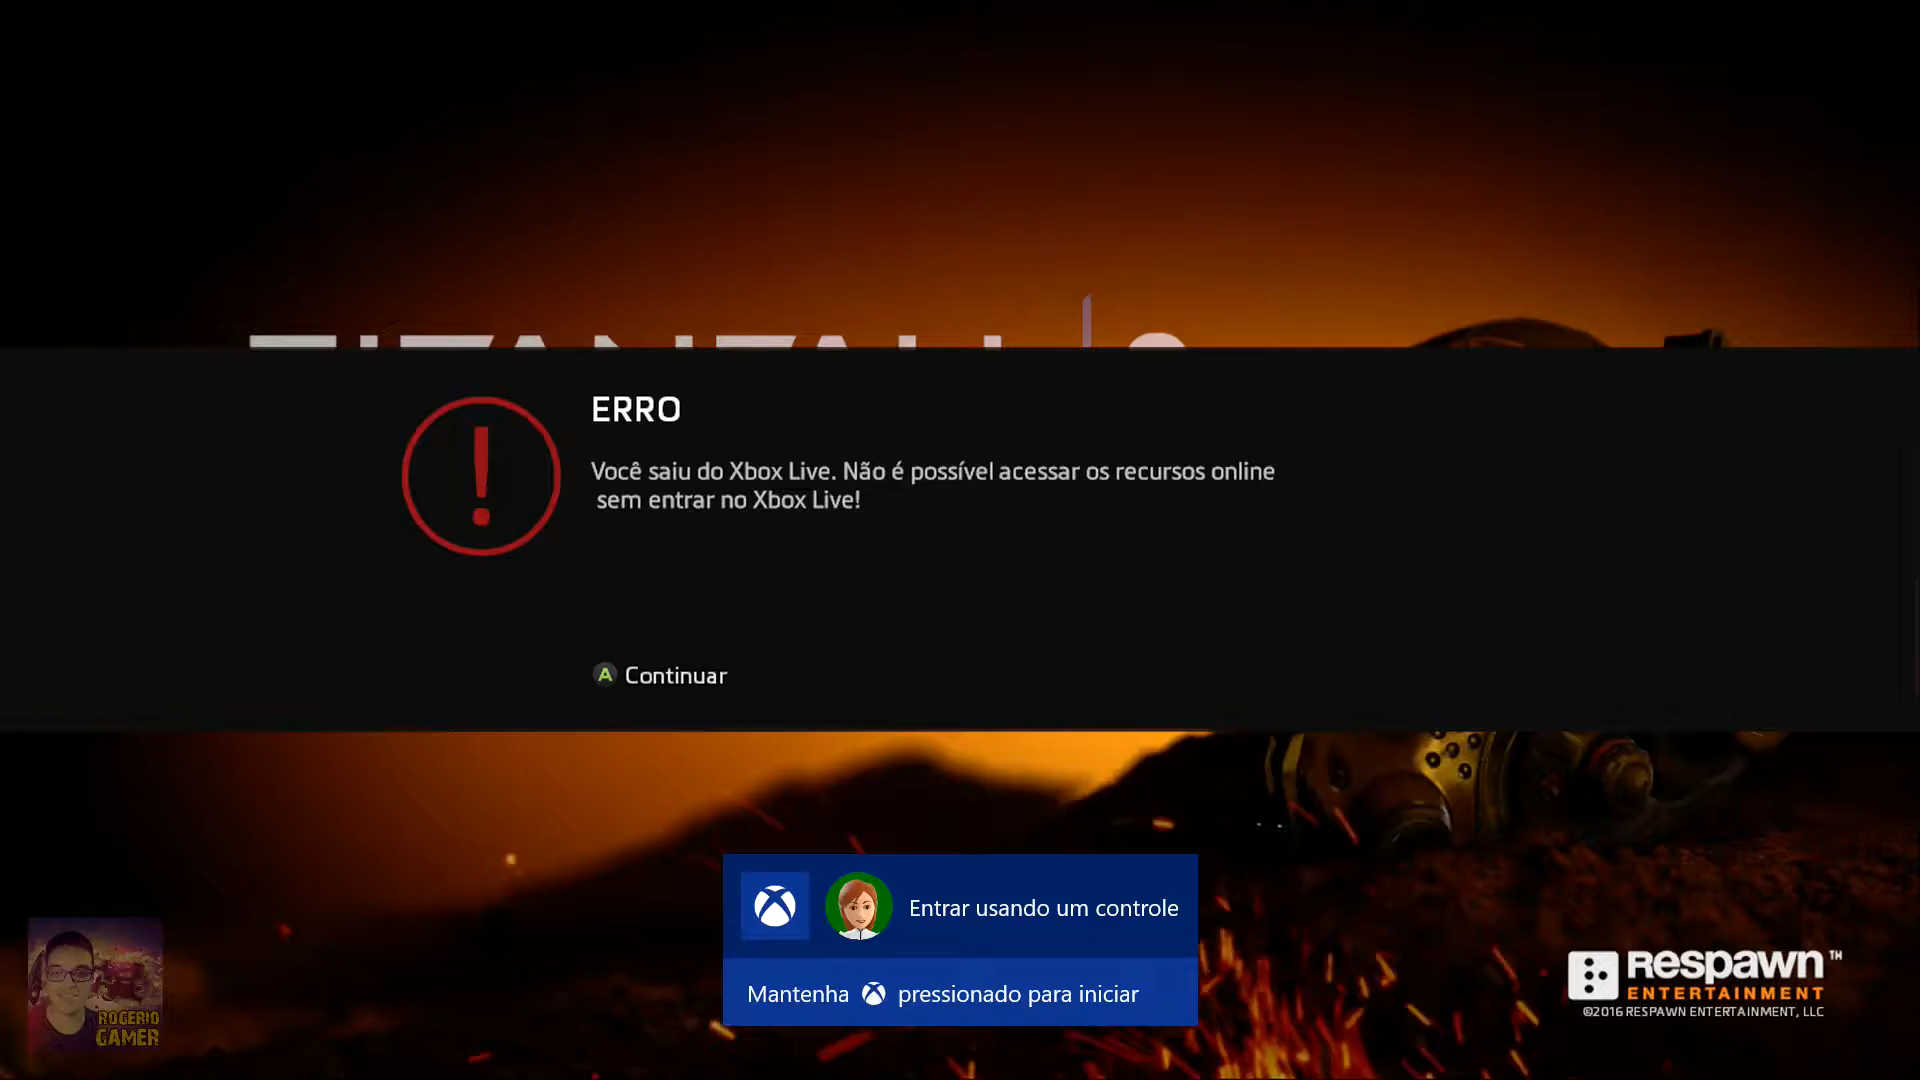 ERRO
Você saiu do Xbox Live. Não é possível acessar os recursos online
sem entrar no Xbox Live!
A Continuar
Entrar usando um controle
Mantenha pressionado para iniciar
ROGERIO
GAMER
Respawn™
ENTERTAINMENT
©2016 RESPAWN ENTERTAINMENT, LLC